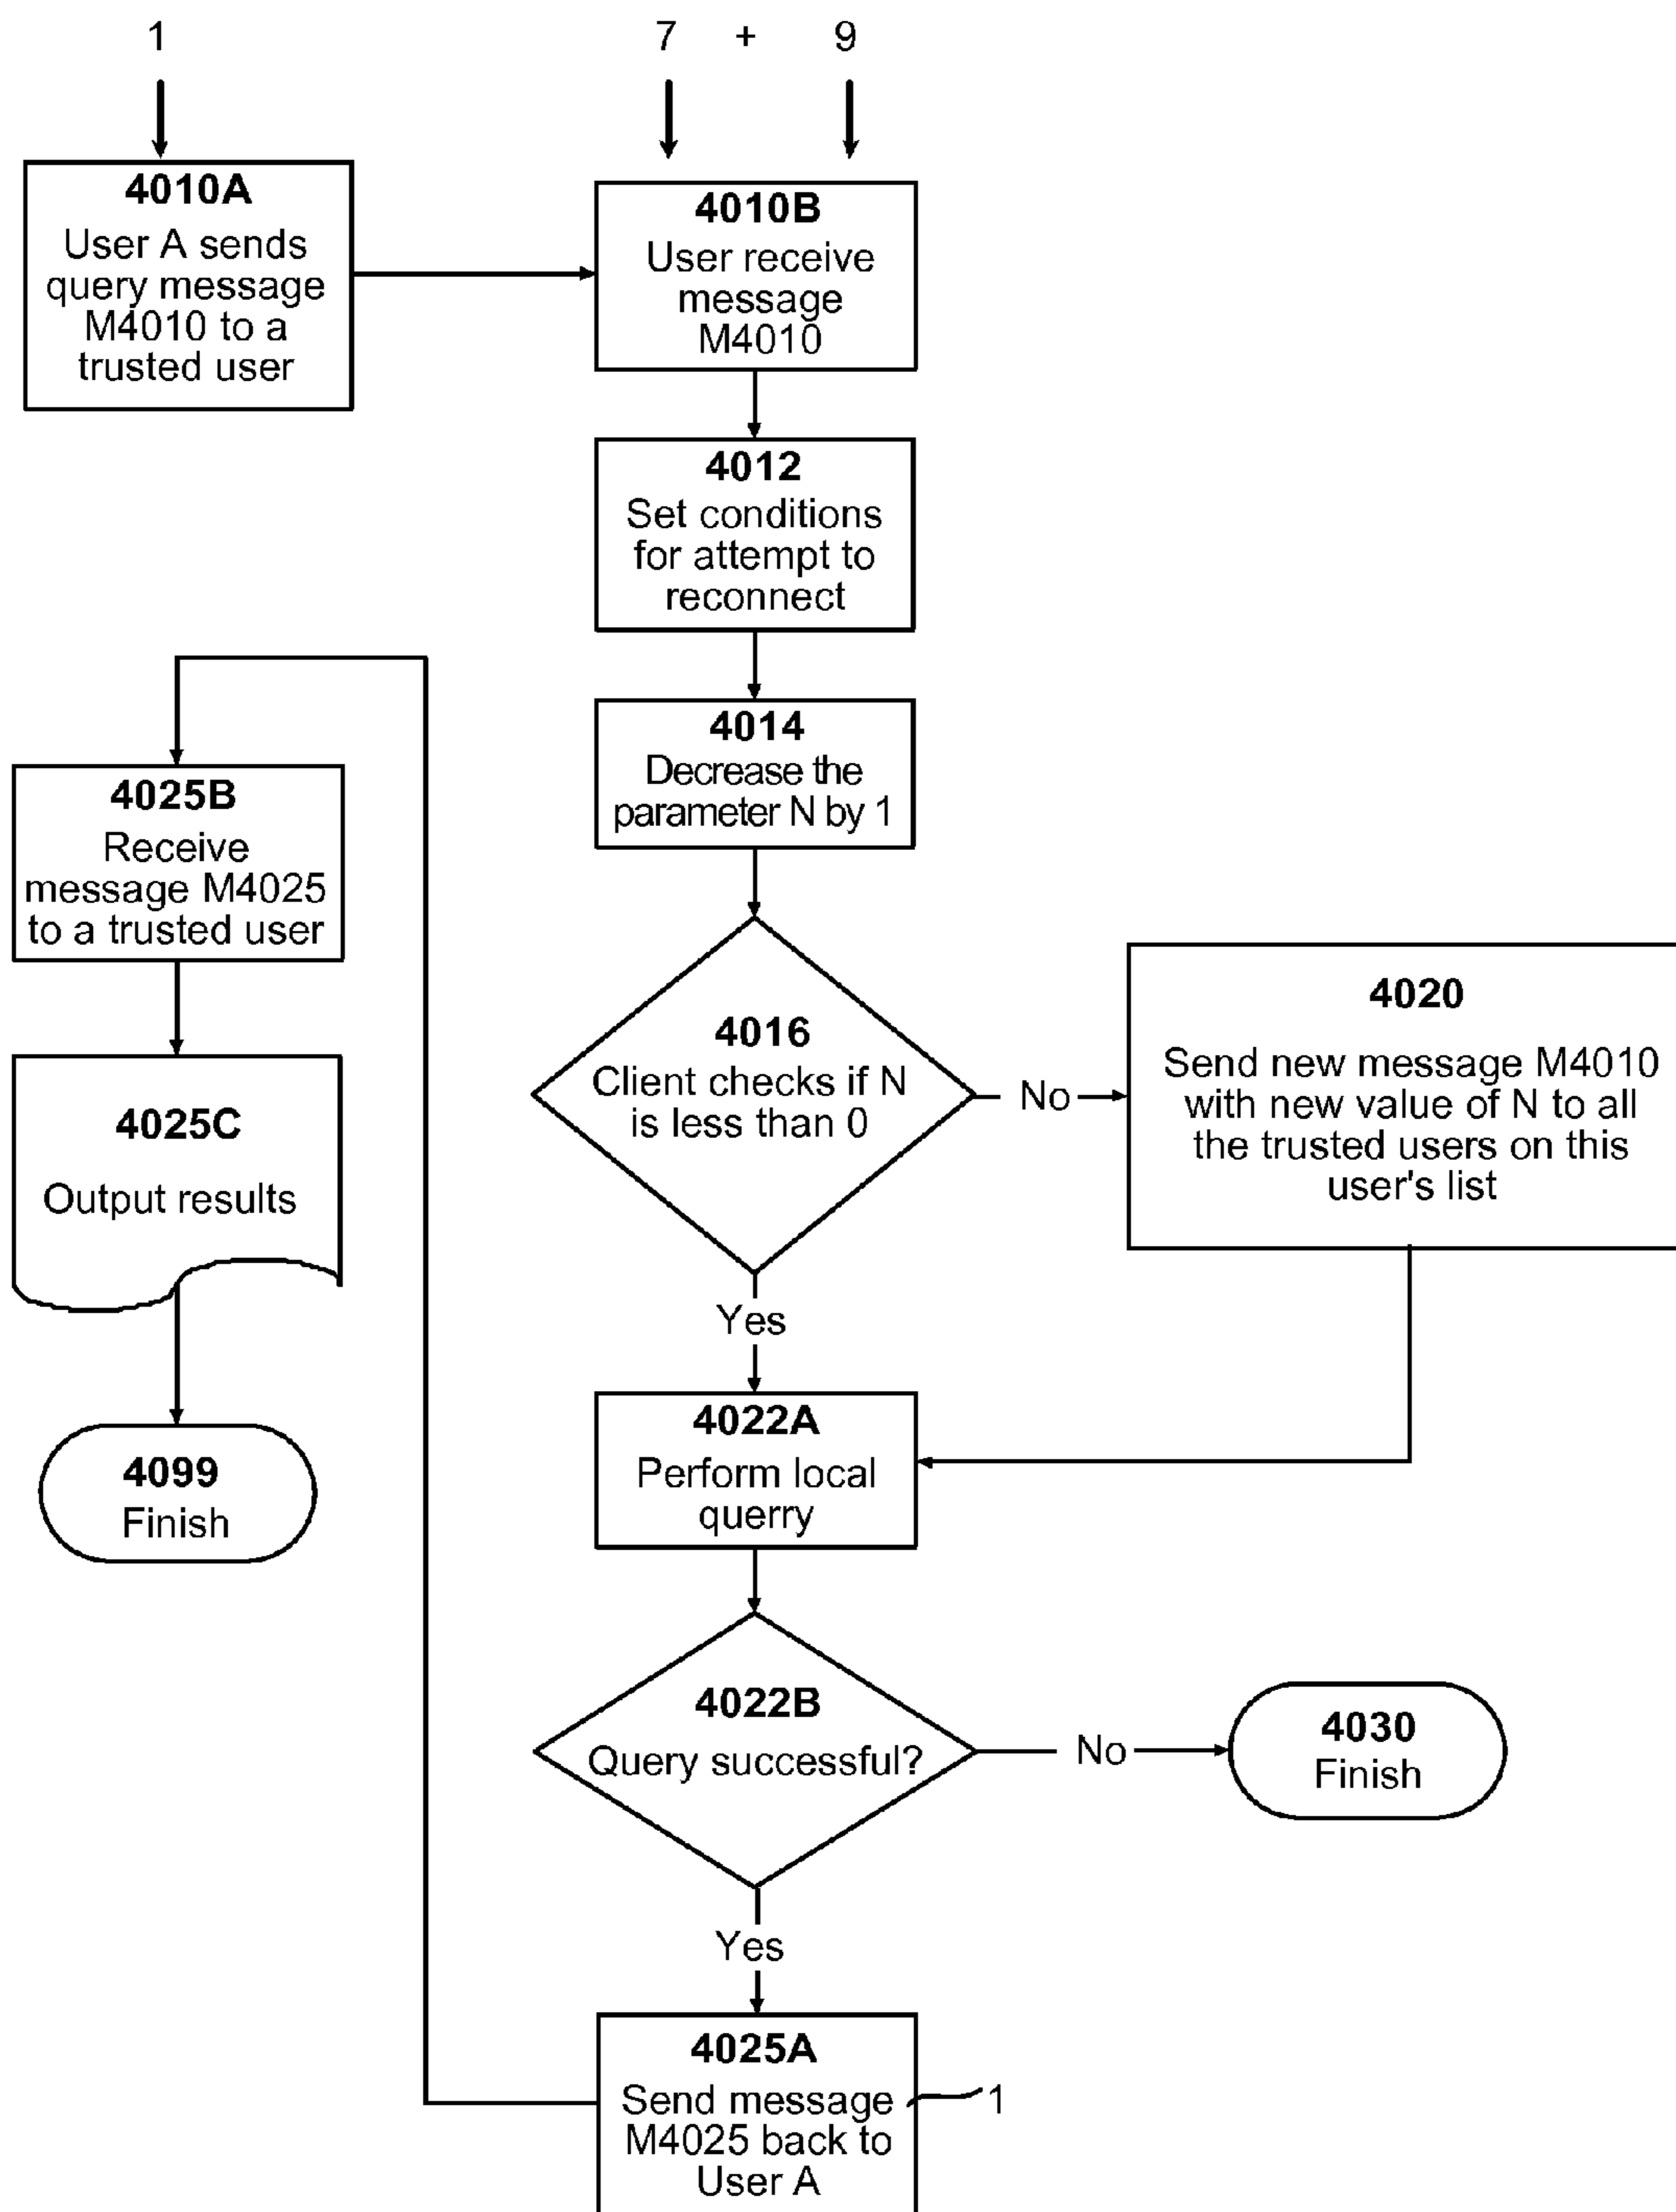 1
7 + 9
4010A
User A sends
query message
M4010 to a
trusted user
4010B
User receive
message
M4010
4012
Set conditions
for attempt to
reconnect
4014
Decrease the
parameter N by 1
4025B
Receive
message M4025
to a trusted user
4016
Client checks if N
is less than 0
No
4020
Send new message M4010
with new value of N to all
the trusted users on this
user's list
4025C
Output results
Yes
4099
Finish
4022A
Perform local
querry
4022B
Query successful?
No
4030
Finish
Yes
4025A
Send message
M4025 back to
User A
1